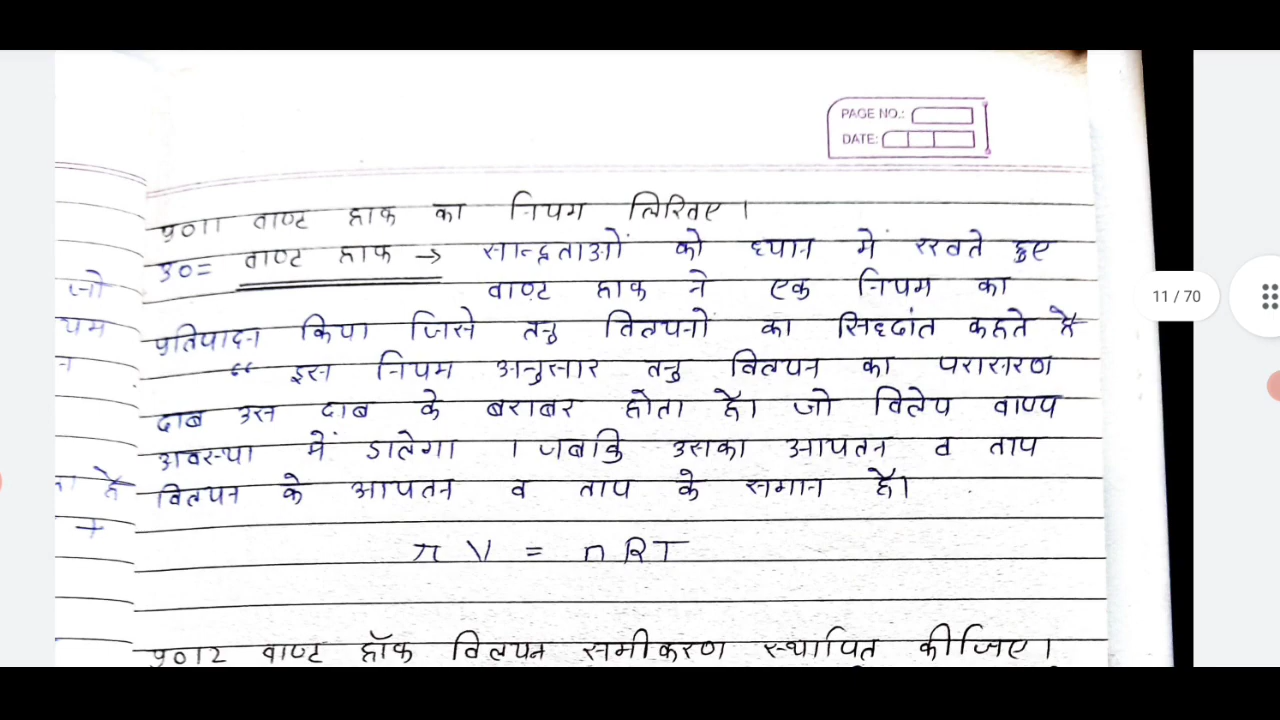 PAGE NO.:
DATE:
प्र011 वाण्ट हाक का नियम लिखिए।
उ0= वाण्ट हाक → सान्द्रताओं को ध्यान में रखते हुए
वाण्ट हाक ने एक नियम का
जो
प्रतिपादन किया जिसे तनु विलयनों का सिद्धांत कहते है
यम
न
“ इस नियम अनुसार तनु विलयन का परासरण
दाब उस दाब के बराबर होता है। जो विलेय वाष्प
अवस्था में डालेगा । जबकि उसका आयतन व ताप
है
विलयन के आयतन व ताप के समान है।
+
π V = n RT
प्र012 वाण्ट हॉक विलयन समीकरण स्थापित कीजिए।
11 / 70